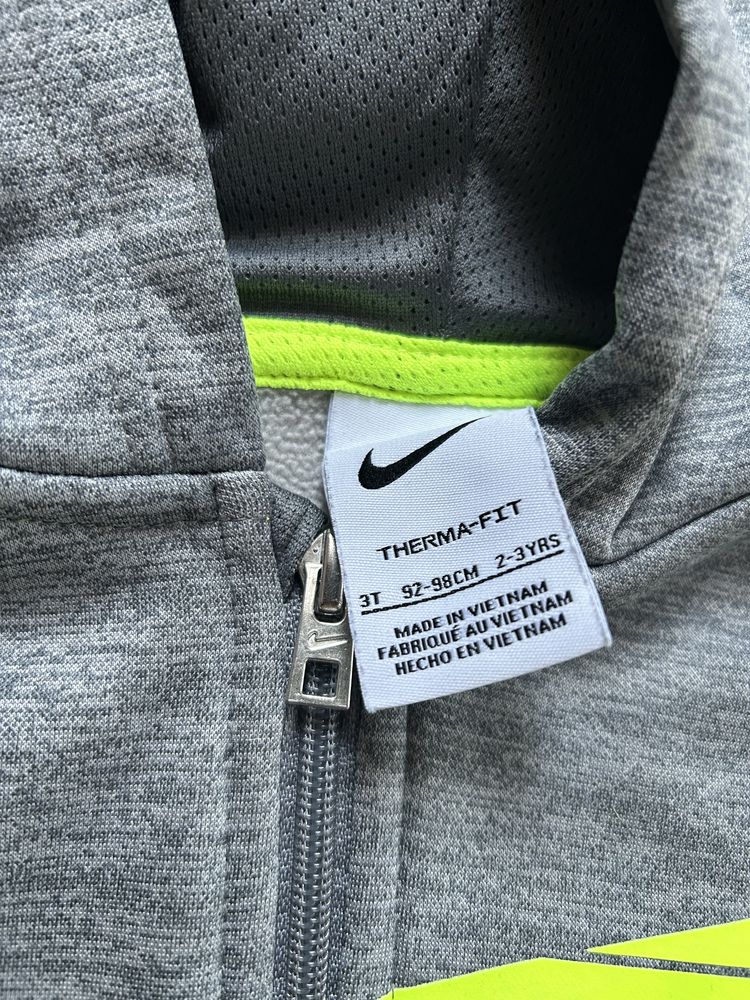 THERMA-FIT
3T 92-98CM 2-3YRS
MADE IN VIETNAM
FABRIQUÉ AU VIETNAM
HECHO EN VIETNAM